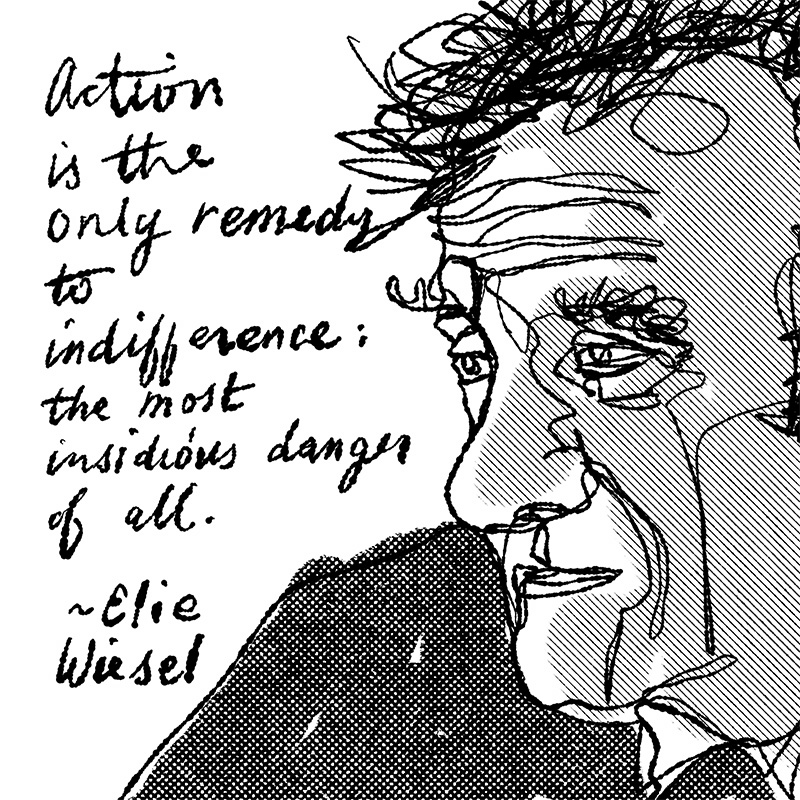 Action
is the
only remedy
to
indifference:
the most
insidious danger
of all.
~Elie
Wiesel